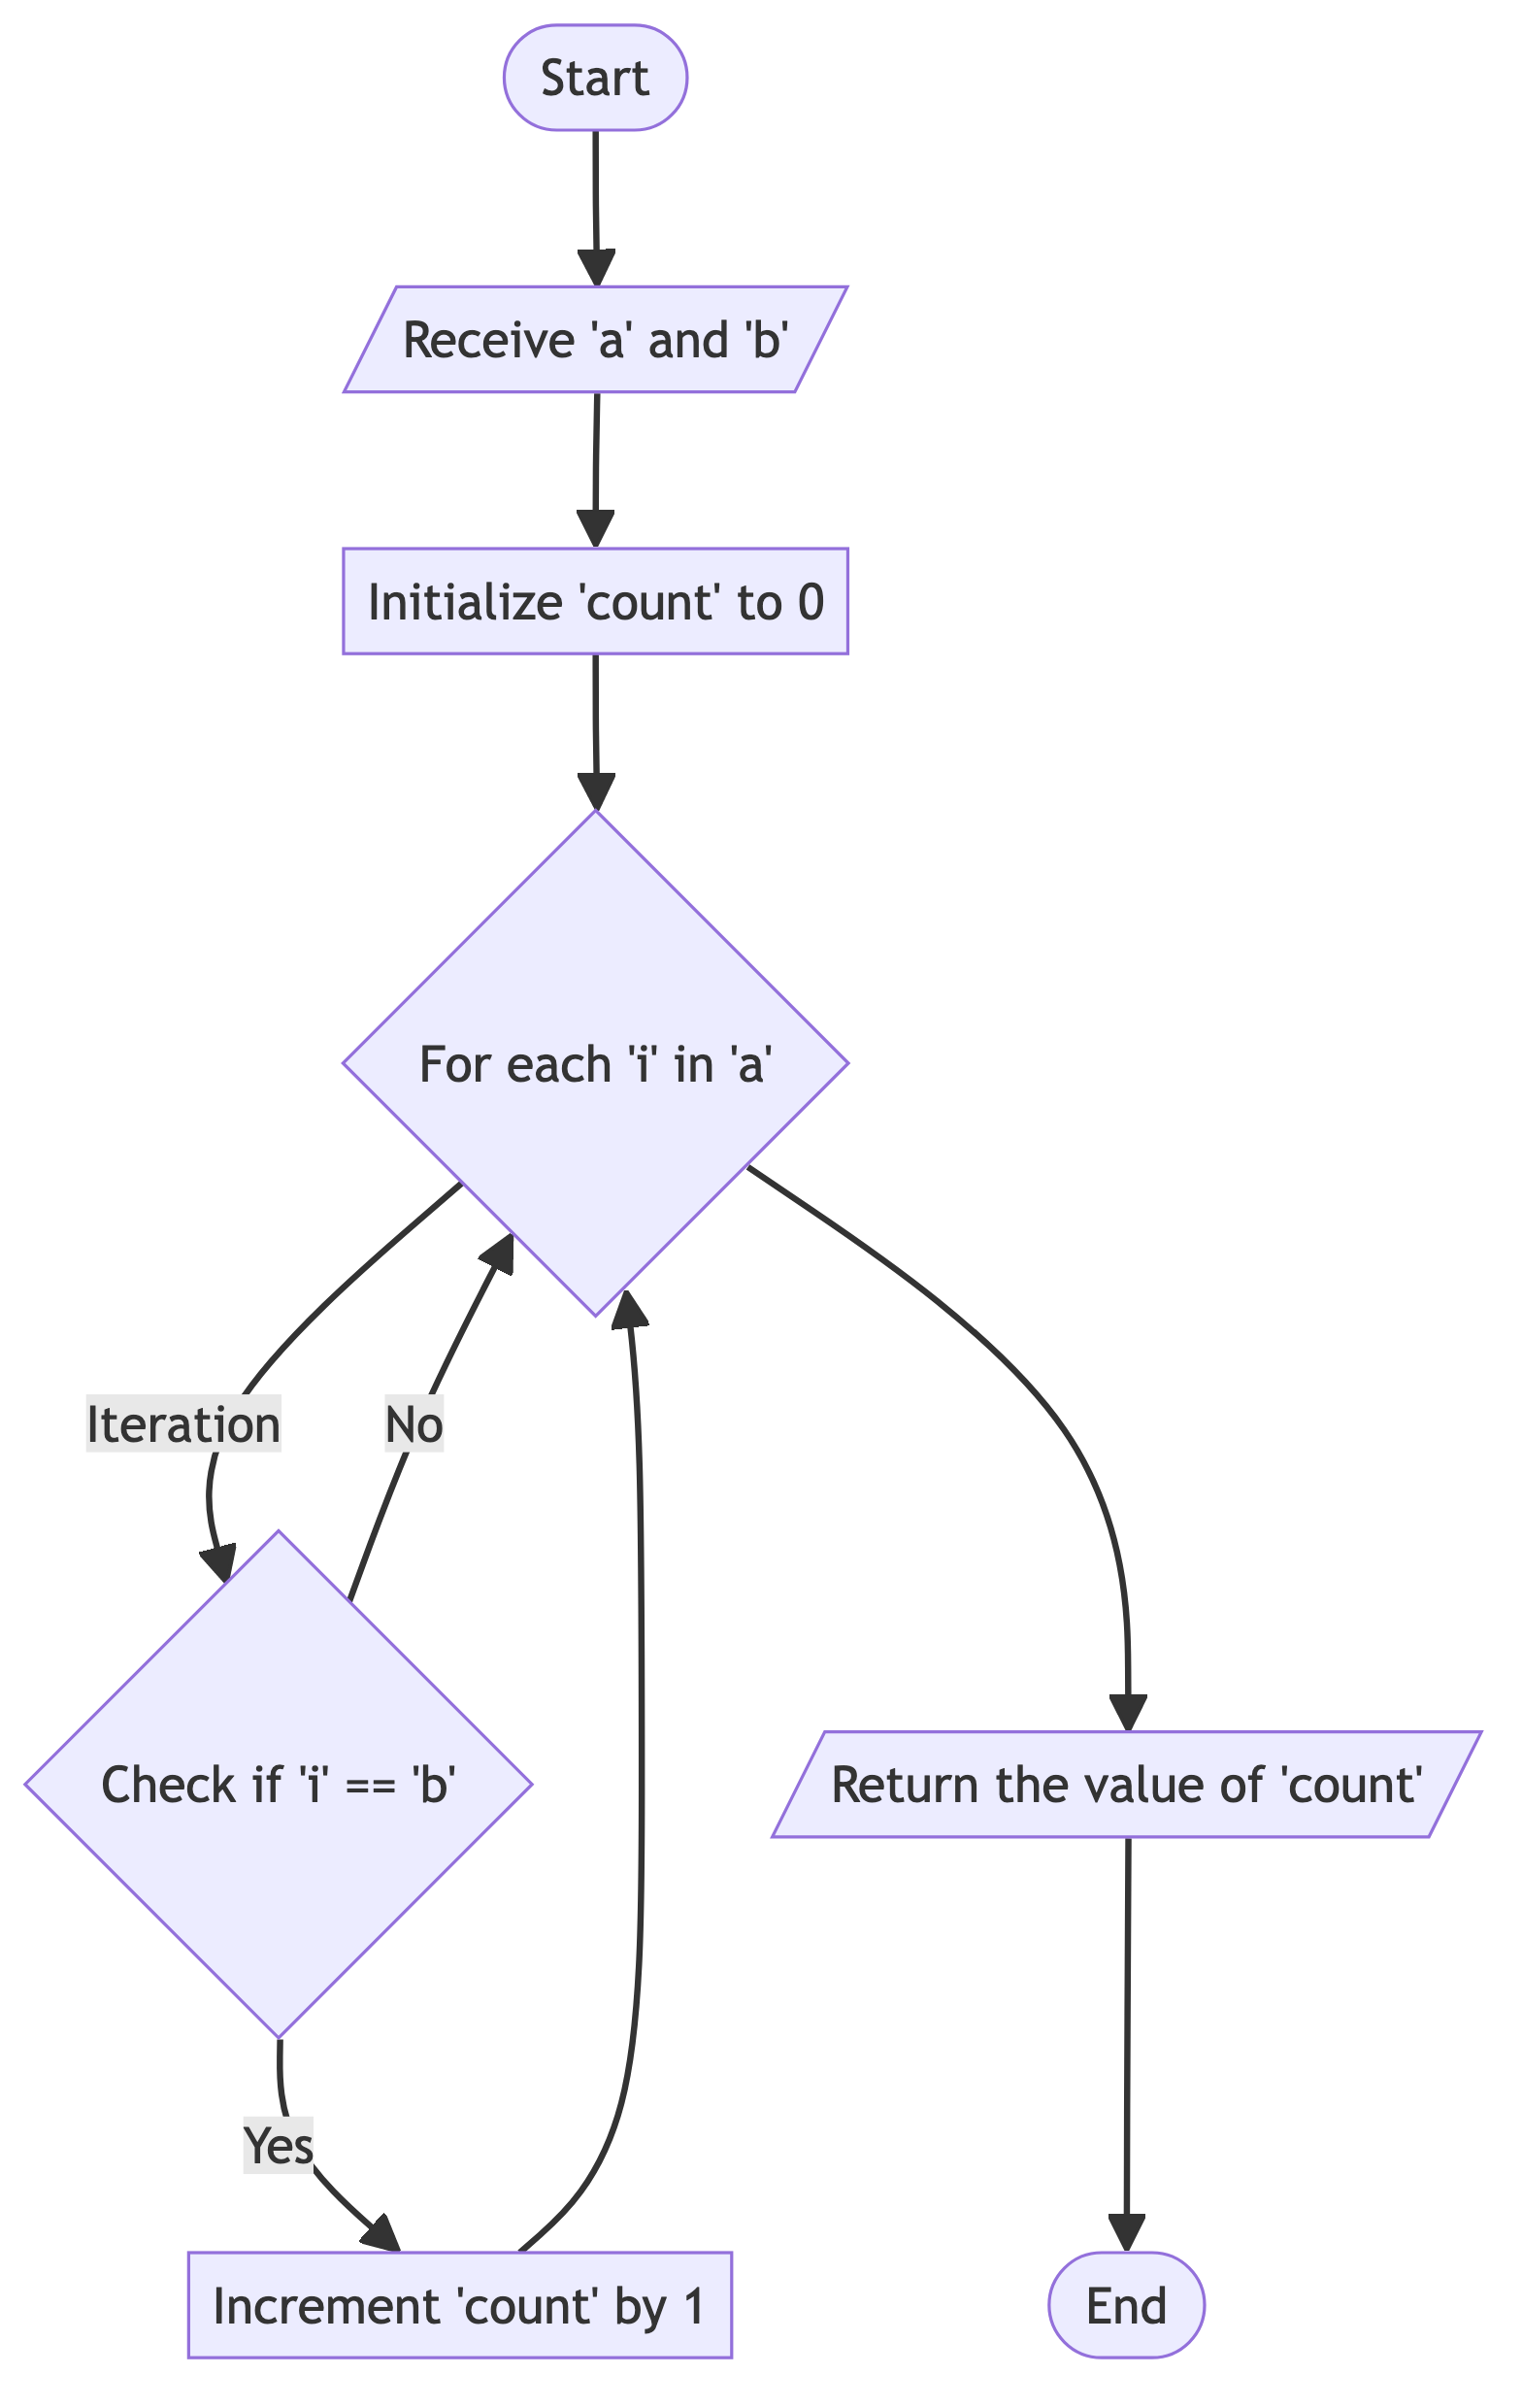 Start
Receive 'a' and 'b'
Initialize 'count' to 0
For each 'i' in 'a'
Iteration
No
Check if 'i' == 'b'
Return the value of 'count'
Yes
Increment 'count' by 1
End